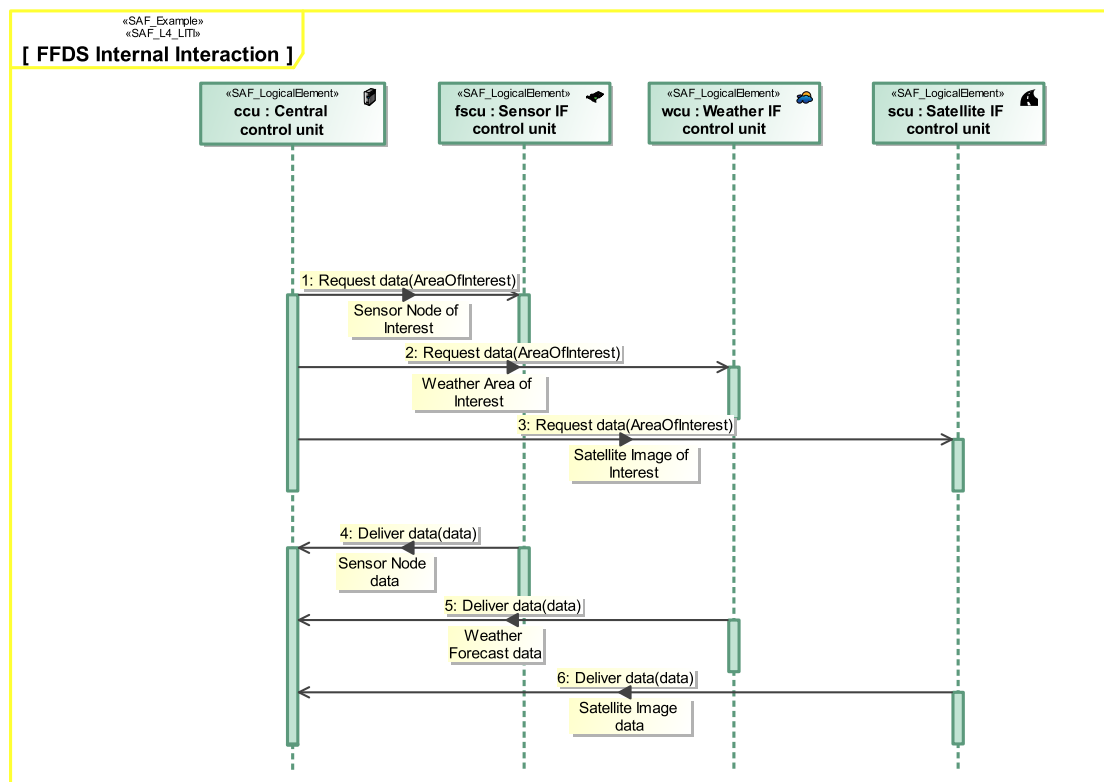 «SAF_Example»
«SAF_L4_LITI»
[ FFDS Internal Interaction ]
«SAF_LogicalElement»
ccu : Central
control unit
«SAF_LogicalElement»
fscu : Sensor IF
control unit
«SAF_LogicalElement»
wcu : Weather IF
control unit
«SAF_LogicalElement»
scu : Satellite IF
control unit
1: Request data(AreaOfInterest)
Sensor Node of
Interest
2: Request data(AreaOfInterest)
Weather Area of
Interest
3: Request data(AreaOfInterest)
Satellite Image of
Interest
4: Deliver data(data)
Sensor Node
data
5: Deliver data(data)
Weather
Forecast data
6: Deliver data(data)
Satellite Image
data